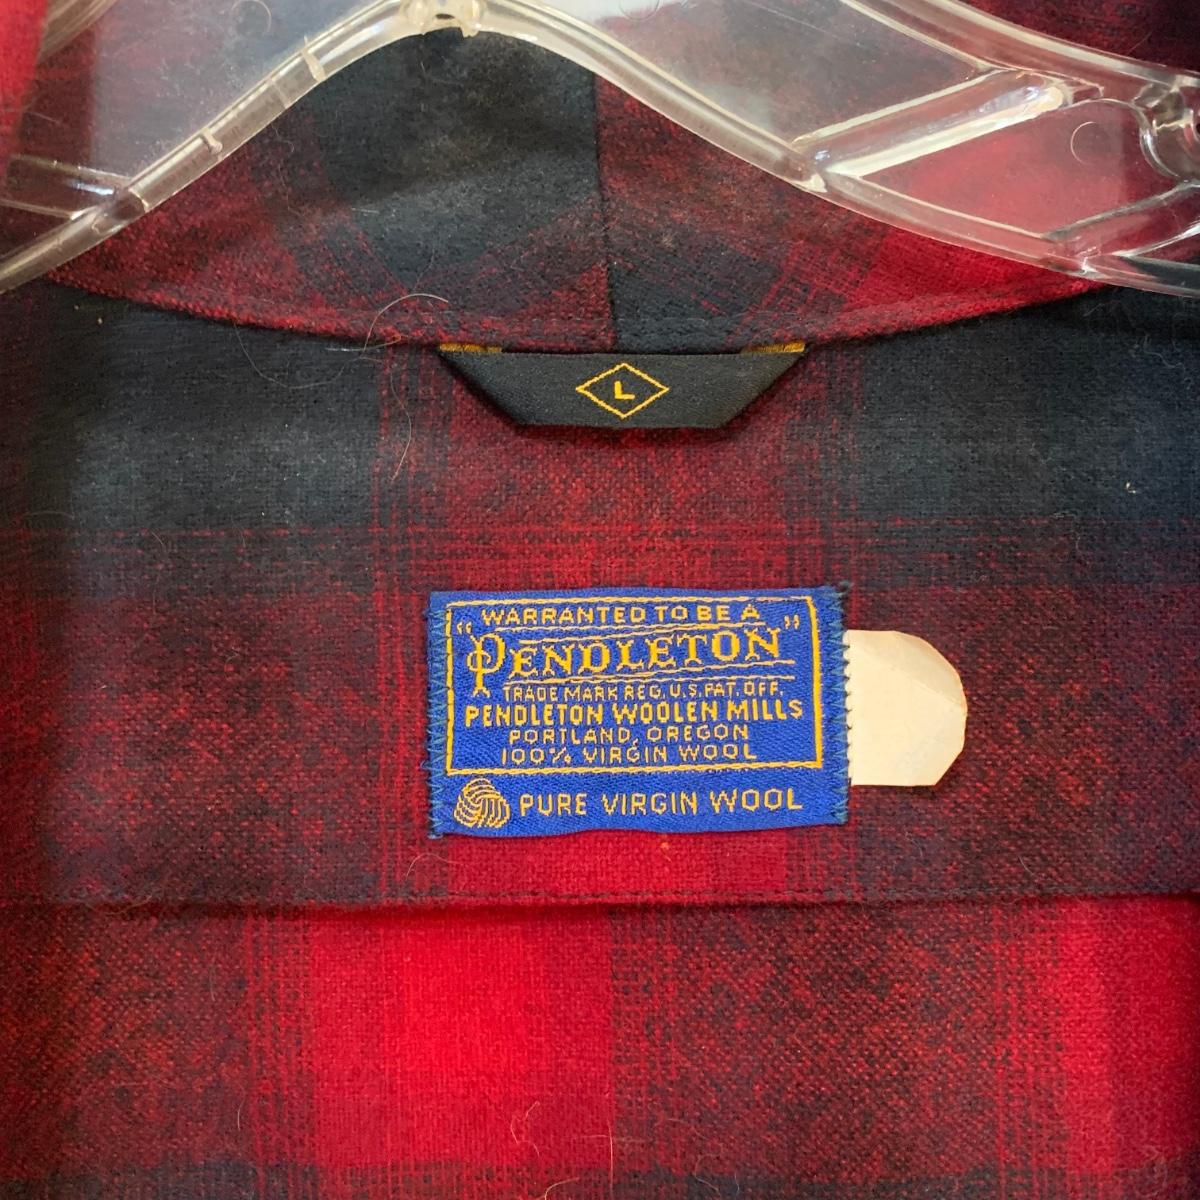 L
WARRANTED TO BE A
"PENDLETON"
TRADE MARK REG. U.S. PAT. OFF.
PENDLETON WOOLEN MILLS
PORTLAND, OREGON
100% VIRGIN WOOL
PURE VIRGIN WOOL